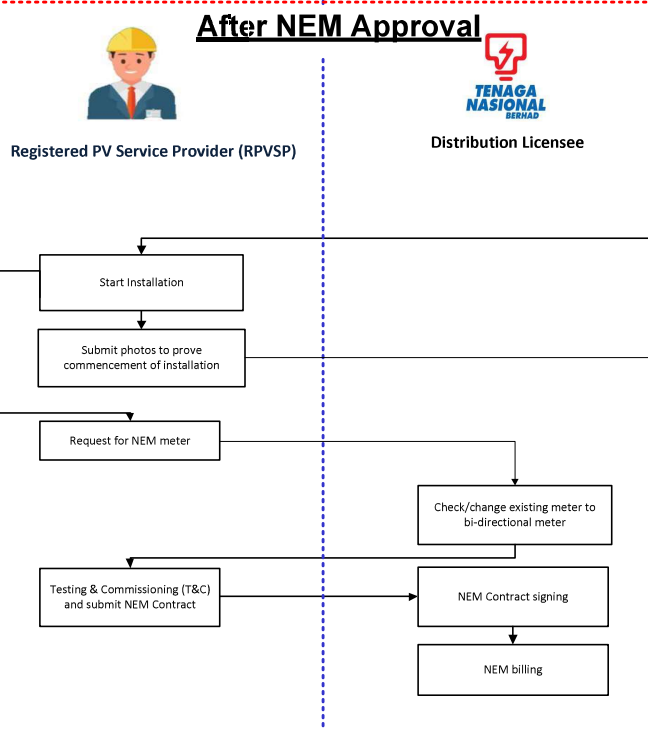 After NEM Approval
TENAGA
NASIONAL
BERHAD
Registered PV Service Provider (RPVSP)
Distribution Licensee
Start Installation
Submit photos to prove
commencement of installation
Request for NEM meter
Check/change existing meter to
bi-directional meter
Testing & Commissioning (T&C)
and submit NEM Contract
NEM Contract signing
NEM billing